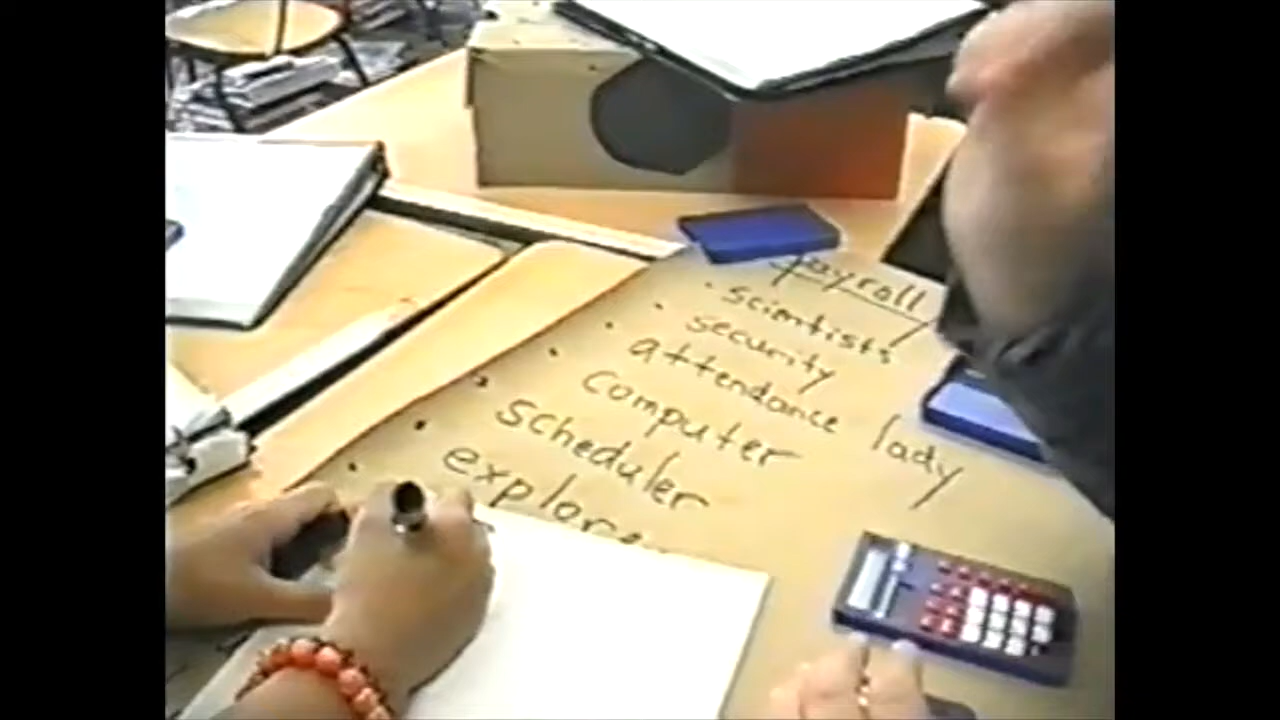 payroll
scientists
security
attendance lady
computer
scheduler